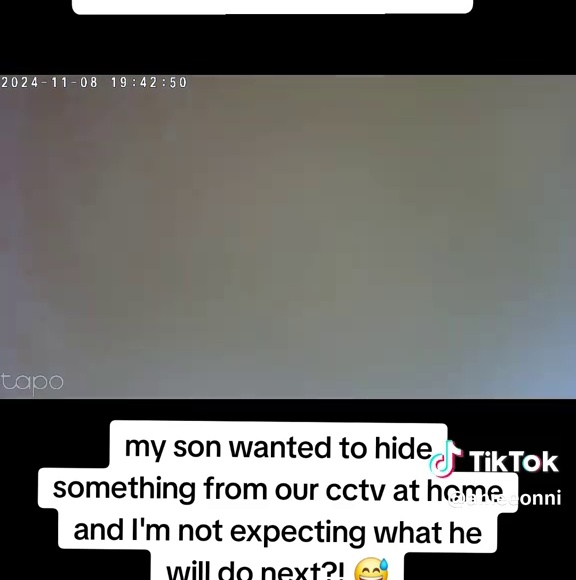 2024-11-08 19:42:50
tapo
my son wanted to hide
TikTok
something from our cctv at home
and I'm not expecting what he
will do next?! 😅